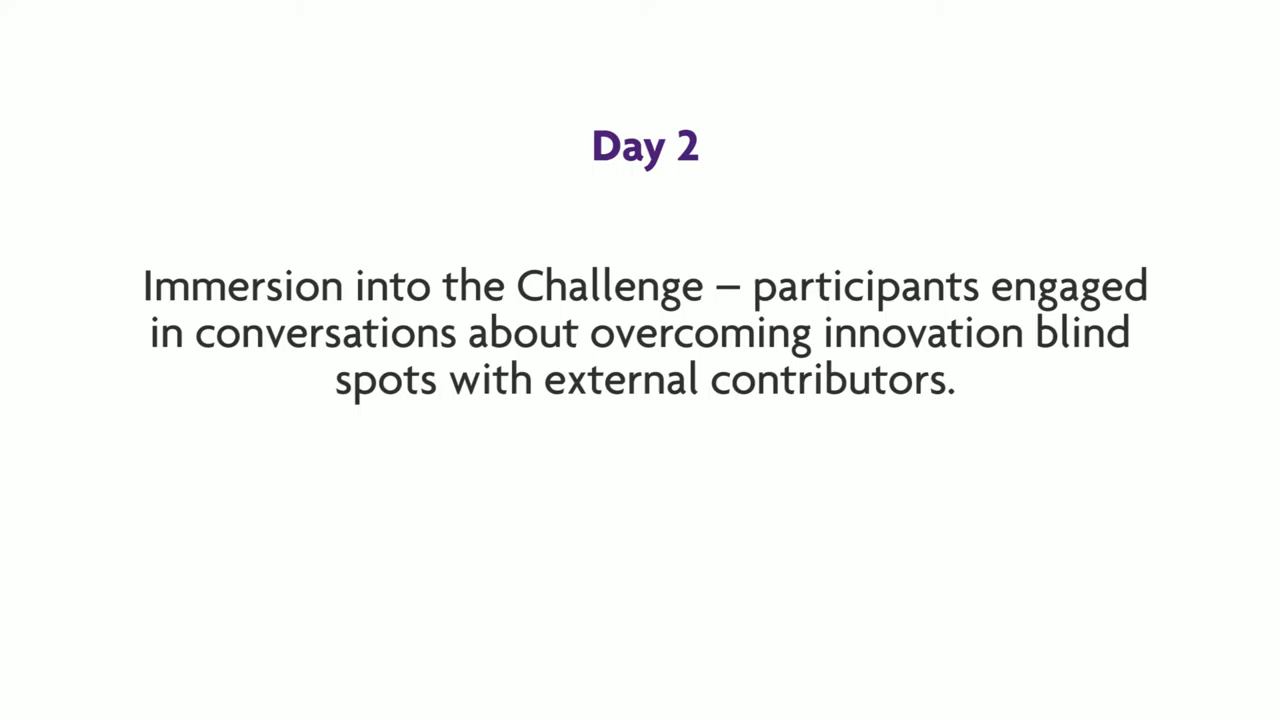 Day 2
Immersion into the Challenge – participants engaged
in conversations about overcoming innovation blind
spots with external contributors.